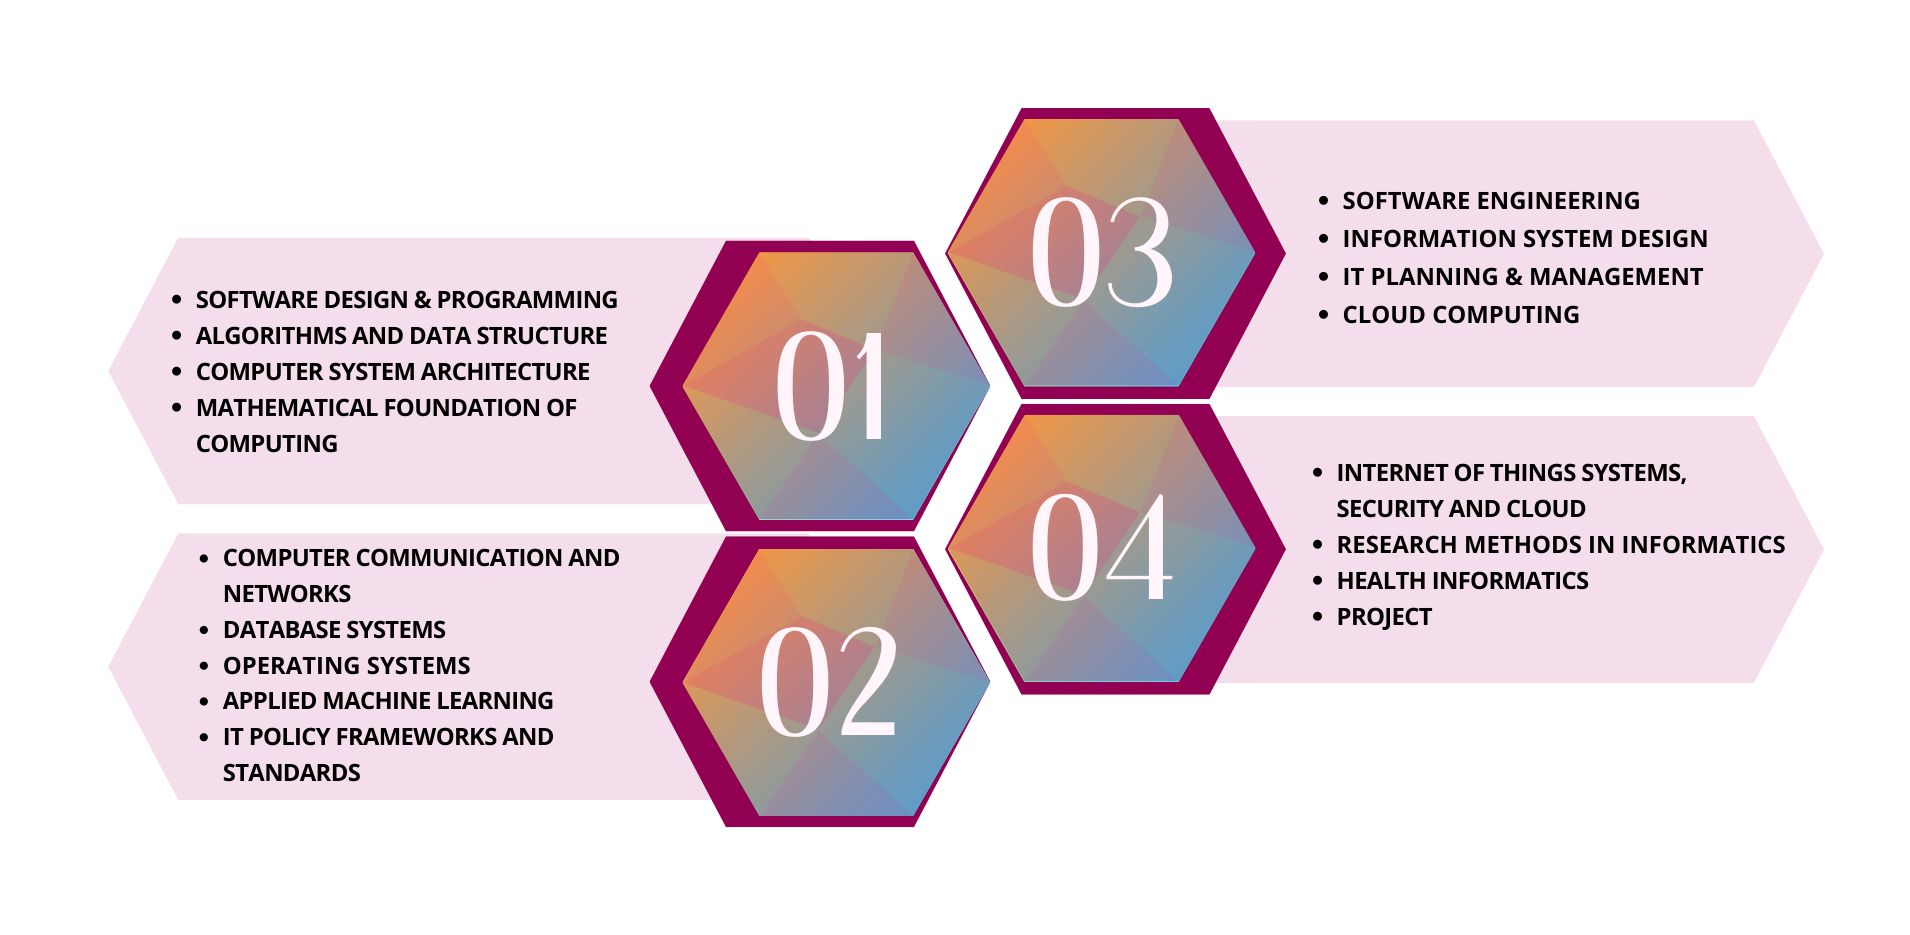 01
• SOFTWARE DESIGN & PROGRAMMING
• ALGORITHMS AND DATA STRUCTURE
• COMPUTER SYSTEM ARCHITECTURE
• MATHEMATICAL FOUNDATION OF
COMPUTING
02
• COMPUTER COMMUNICATION AND
NETWORKS
• DATABASE SYSTEMS
• OPERATING SYSTEMS
• APPLIED MACHINE LEARNING
• IT POLICY FRAMEWORKS AND
STANDARDS
03
• SOFTWARE ENGINEERING
• INFORMATION SYSTEM DESIGN
• IT PLANNING & MANAGEMENT
• CLOUD COMPUTING
04
• INTERNET OF THINGS SYSTEMS,
SECURITY AND CLOUD
• RESEARCH METHODS IN INFORMATICS
• HEALTH INFORMATICS
• PROJECT